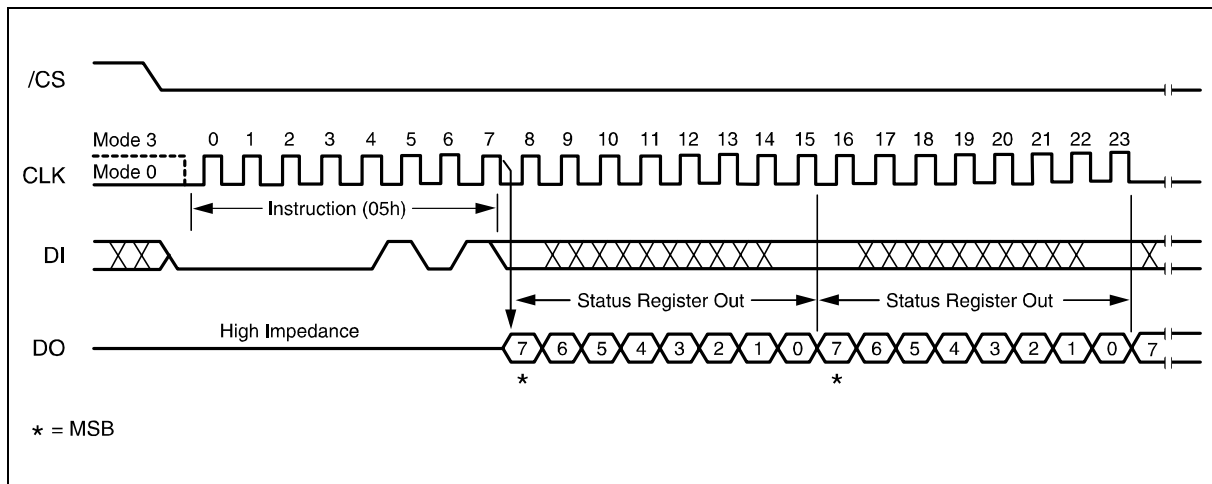 /CS
Mode 3
0 1 2 3 4 5 6 7 8 9 10 11 12 13 14 15 16 17 18 19 20 21 22 23
CLK
Mode 0
Instruction (05h)
DI
Status Register Out
Status Register Out
High Impedance
DO
7 6 5 4 3 2 1 0 7 6 5 4 3 2 1 0 7
* *
* = MSB